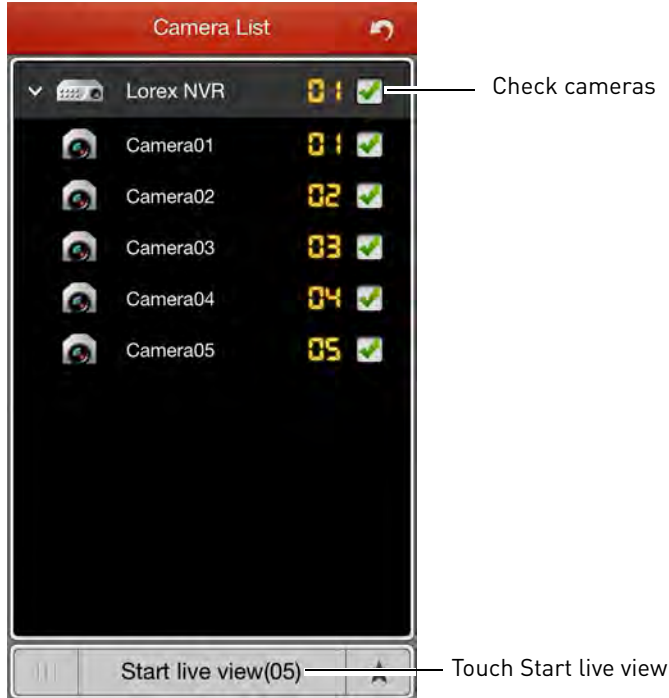 Camera List
Lorex NVR 01 Check cameras
Camera01 01
Camera02 02
Camera03 03
Camera04 04
Camera05 05
Start live view(05) Touch Start live view